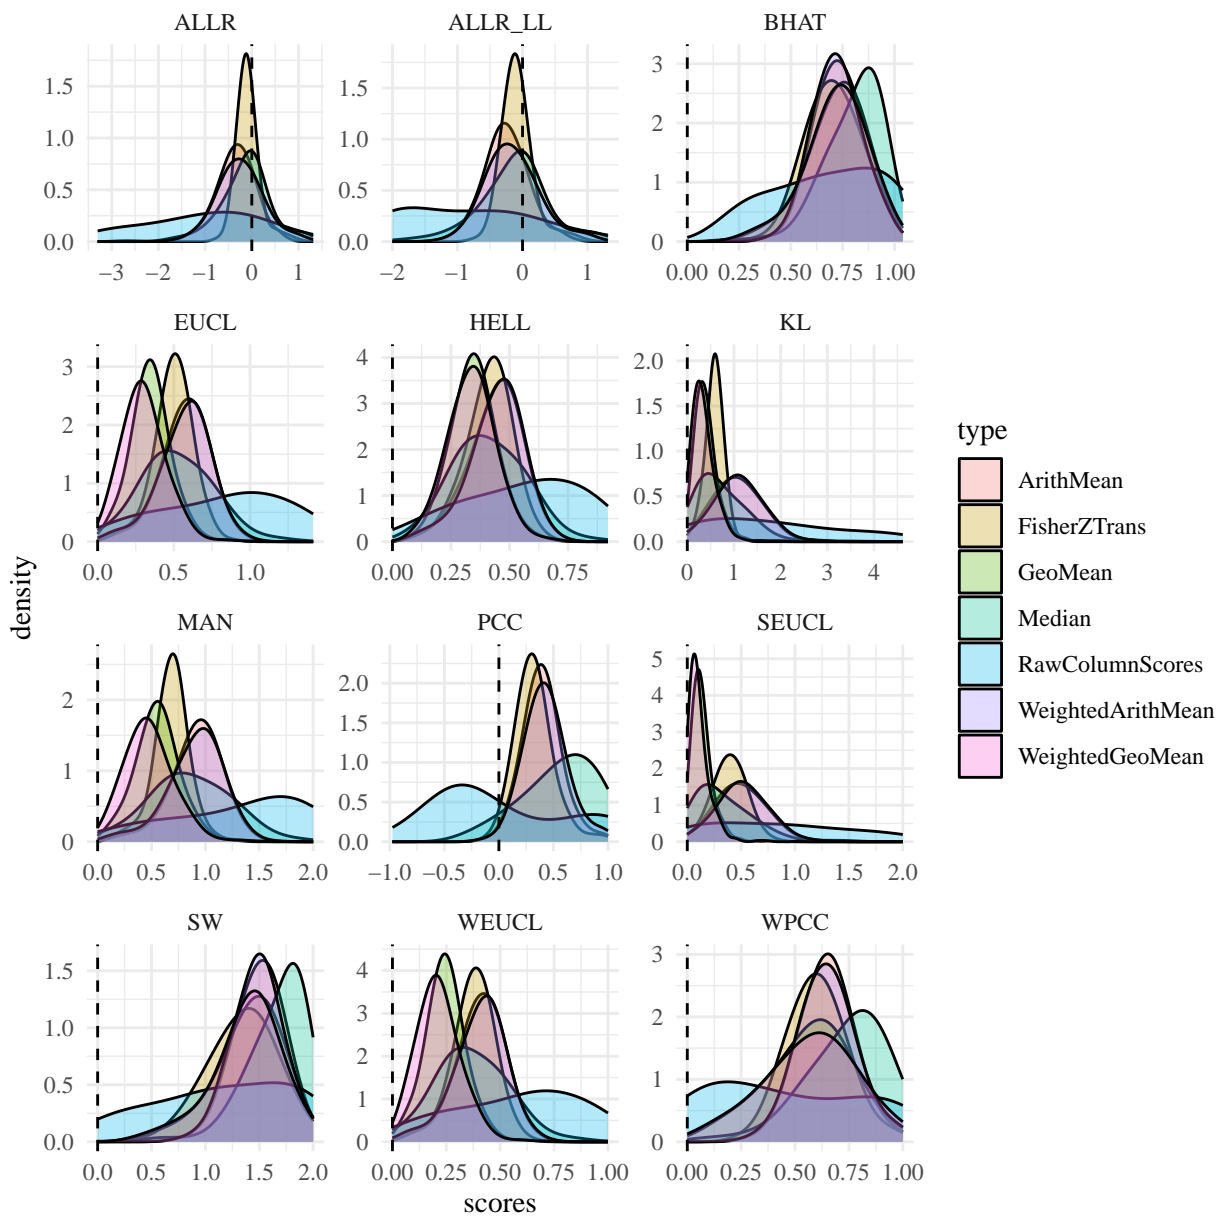 ALLR ALLR_LL BHAT
1.5 1.0 0.5 0.0
−3 −2 −1 0 1
1.5 1.0 0.5 0.0
−2 −1 0 1
3 2 1 0
0.00 0.25 0.50 0.75 1.00
EUCL HELL KL
3 2 1 0
0.0 0.5 1.0
4 3 2 1 0
0.00 0.25 0.50 0.75
2.0 1.5 1.0 0.5 0.0
0 1 2 3 4
MAN PCC SEUCL
2 1 0
0.0 0.5 1.0 1.5 2.0
2.0 1.5 1.0 0.5 0.0
−1.0 −0.5 0.0 0.5 1.0
5 4 3 2 1 0
0.0 0.5 1.0 1.5 2.0
SW WEUCL WPCC
1.5 1.0 0.5 0.0
0.0 0.5 1.0 1.5 2.0
4 3 2 1 0
0.00 0.25 0.50 0.75 1.00
3 2 1 0
0.00 0.25 0.50 0.75 1.00
density
scores
type
ArithMean
FisherZTrans
GeoMean
Median
RawColumnScores
WeightedArithMean
WeightedGeoMean